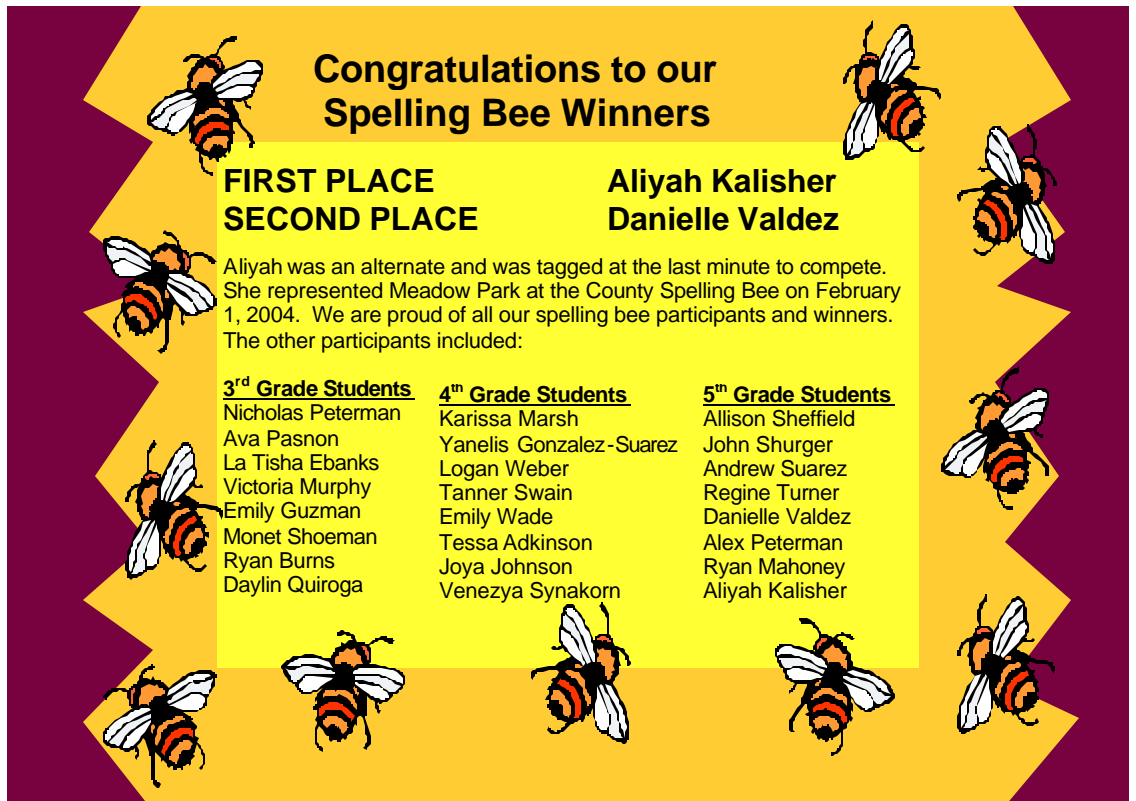 Congratulations to our
Spelling Bee Winners
FIRST PLACE Aliyah Kalisher
SECOND PLACE Danielle Valdez
Aliyah was an alternate and was tagged at the last minute to compete.
She represented Meadow Park at the County Spelling Bee on February
1, 2004. We are proud of all our spelling bee participants and winners.
The other participants included:
3rd Grade Students
Nicholas Peterman
Ava Pasnon
La Tisha Ebanks
Victoria Murphy
Emily Guzman
Monet Shoeman
Ryan Burns
Daylin Quiroga
4th Grade Students
Karissa Marsh
Yanelis Gonzalez-Suarez
Logan Weber
Tanner Swain
Emily Wade
Tessa Adkinson
Joya Johnson
Venezya Synakorn
5th Grade Students
Allison Sheffield
John Shurger
Andrew Suarez
Regine Turner
Danielle Valdez
Alex Peterman
Ryan Mahoney
Aliyah Kalisher